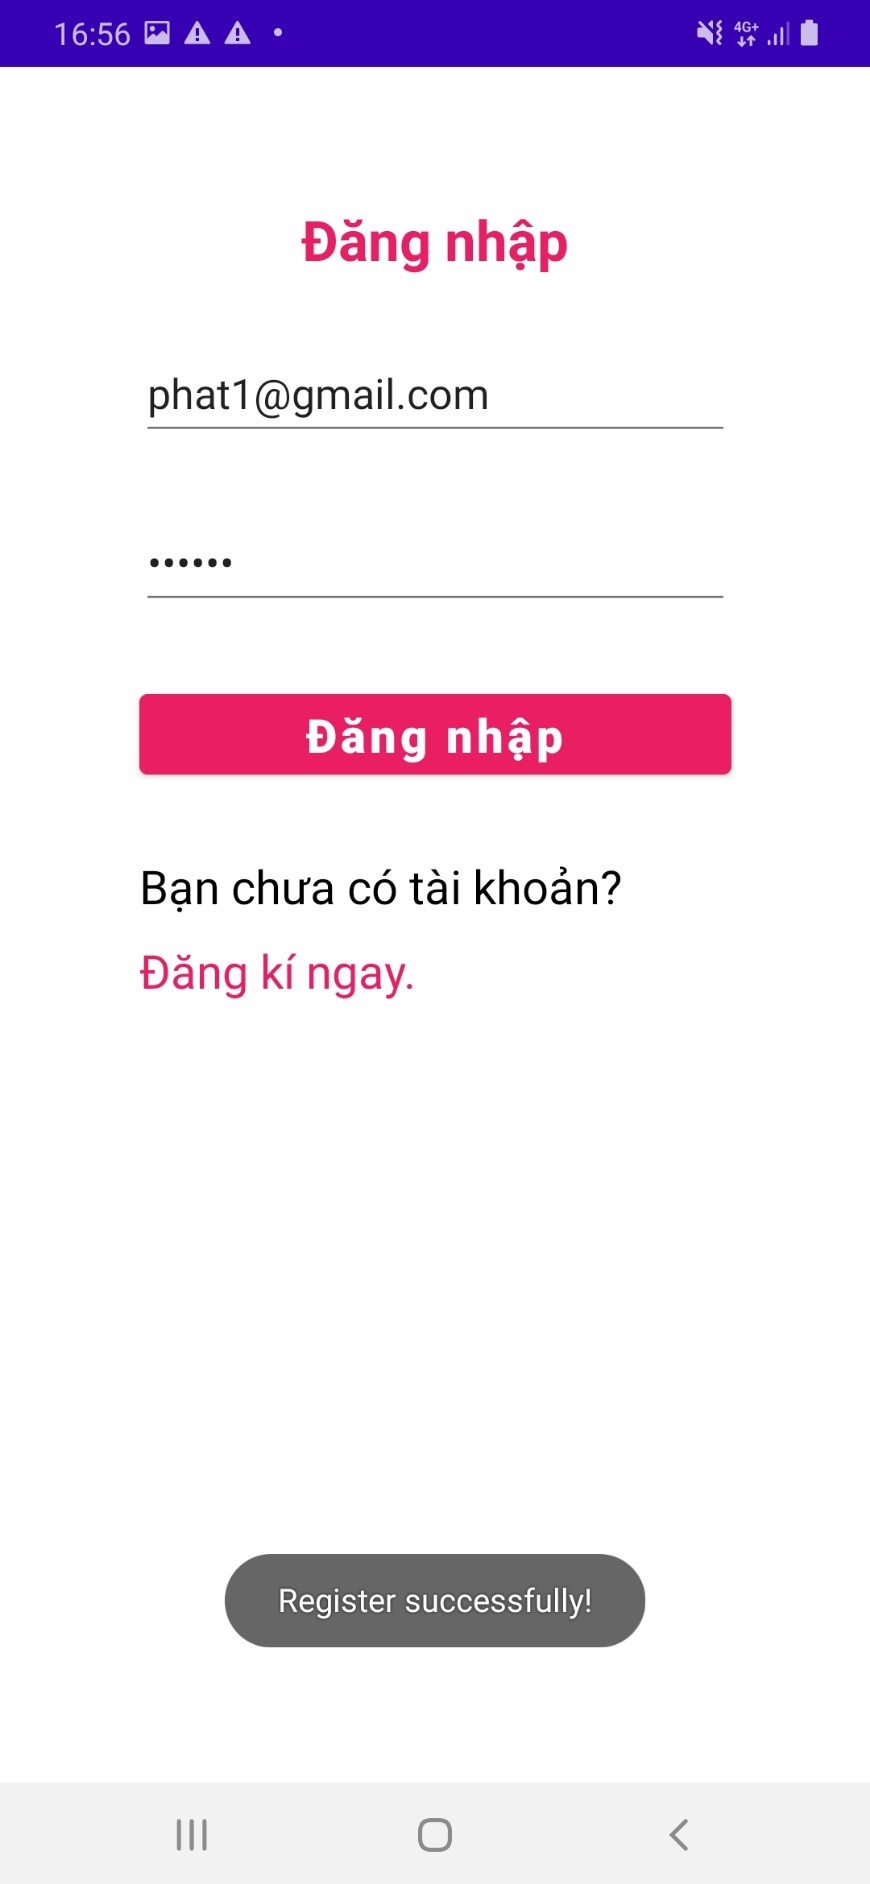 16:56
4G+
Đăng nhập
phat1@gmail.com
••••••
Đăng nhập
Bạn chưa có tài khoản?
Đăng kí ngay.
Register successfully!